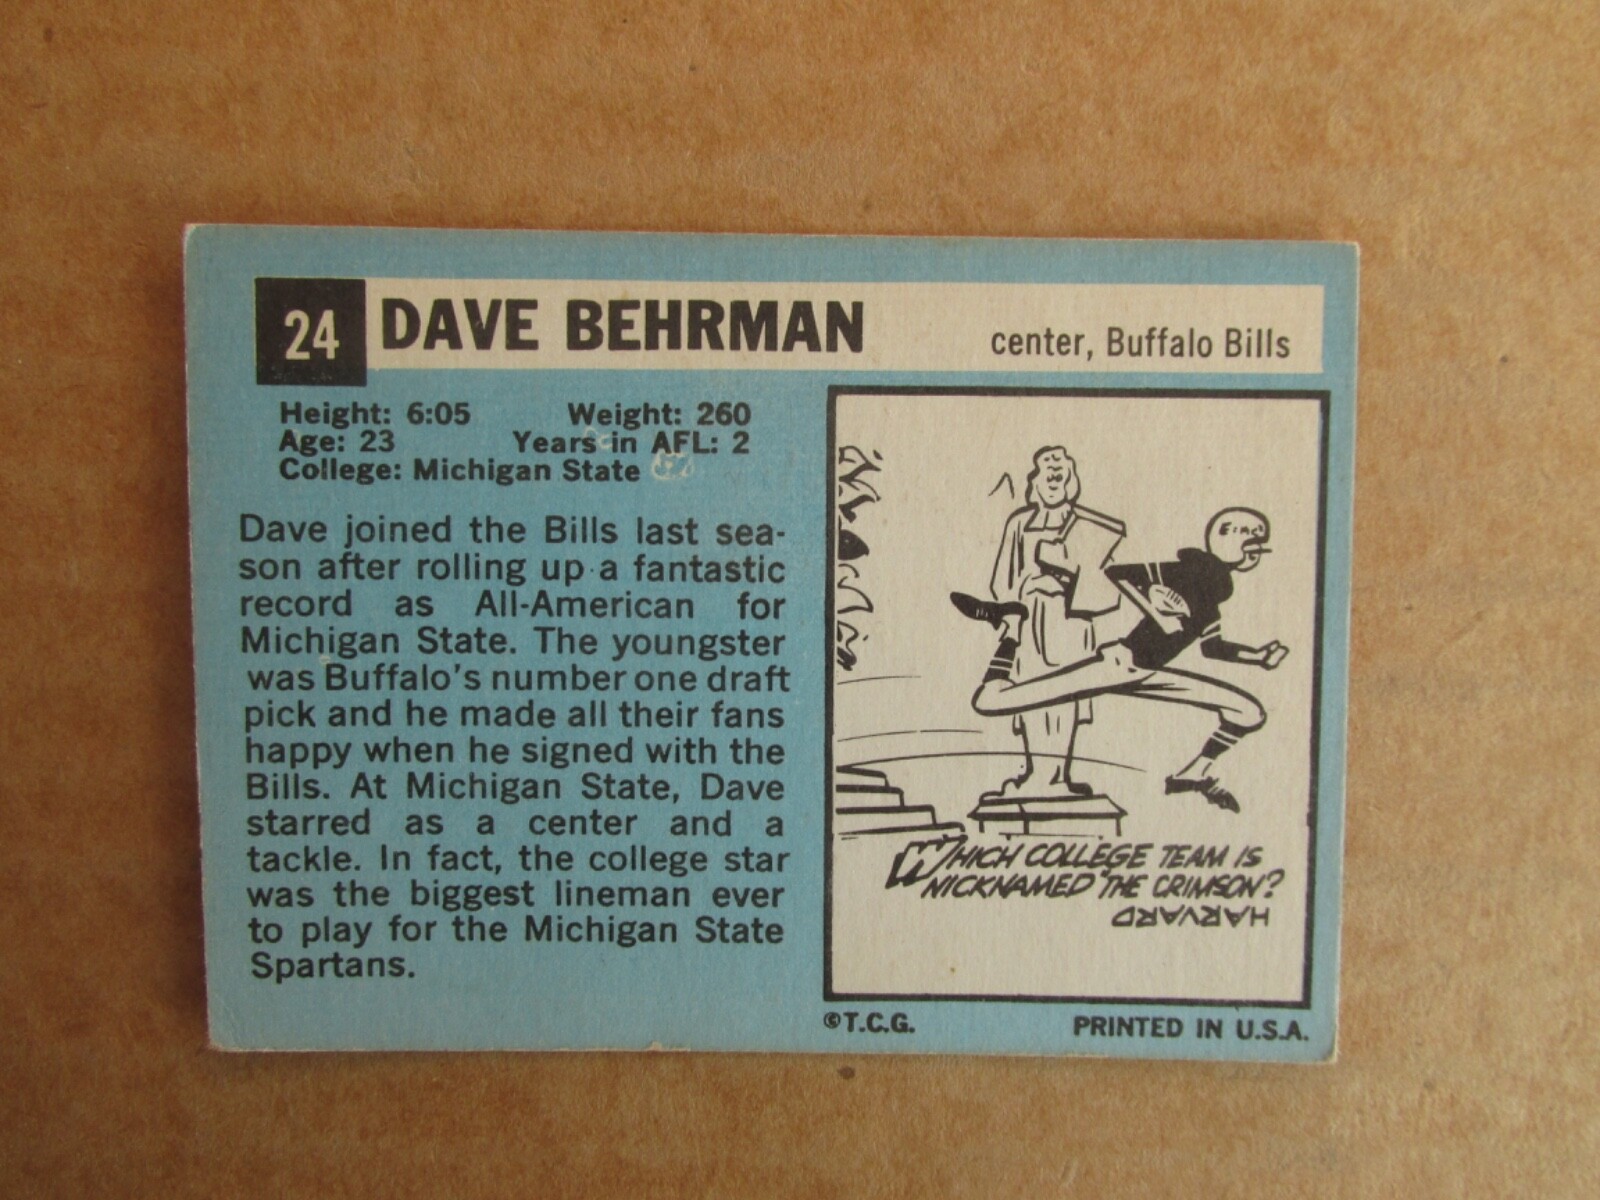 24 DAVE BEHRMAN center, Buffalo Bills
Height: 6:05 Weight: 260
Age: 23 Years in AFL: 2
College: Michigan State
Dave joined the Bills last sea-
son after rolling up a fantastic
record as All-American for
Michigan State. The youngster
was Buffalo's number one draft
pick and he made all their fans
happy when he signed with the
Bills. At Michigan State, Dave
starred as a center and a
tackle. In fact, the college star
was the biggest lineman ever
to play for the Michigan State
Spartans.
WHICH COLLEGE TEAM IS
NICKNAMED "THE CRIMSON?
HARVARD
©T.C.G. PRINTED IN U.S.A.